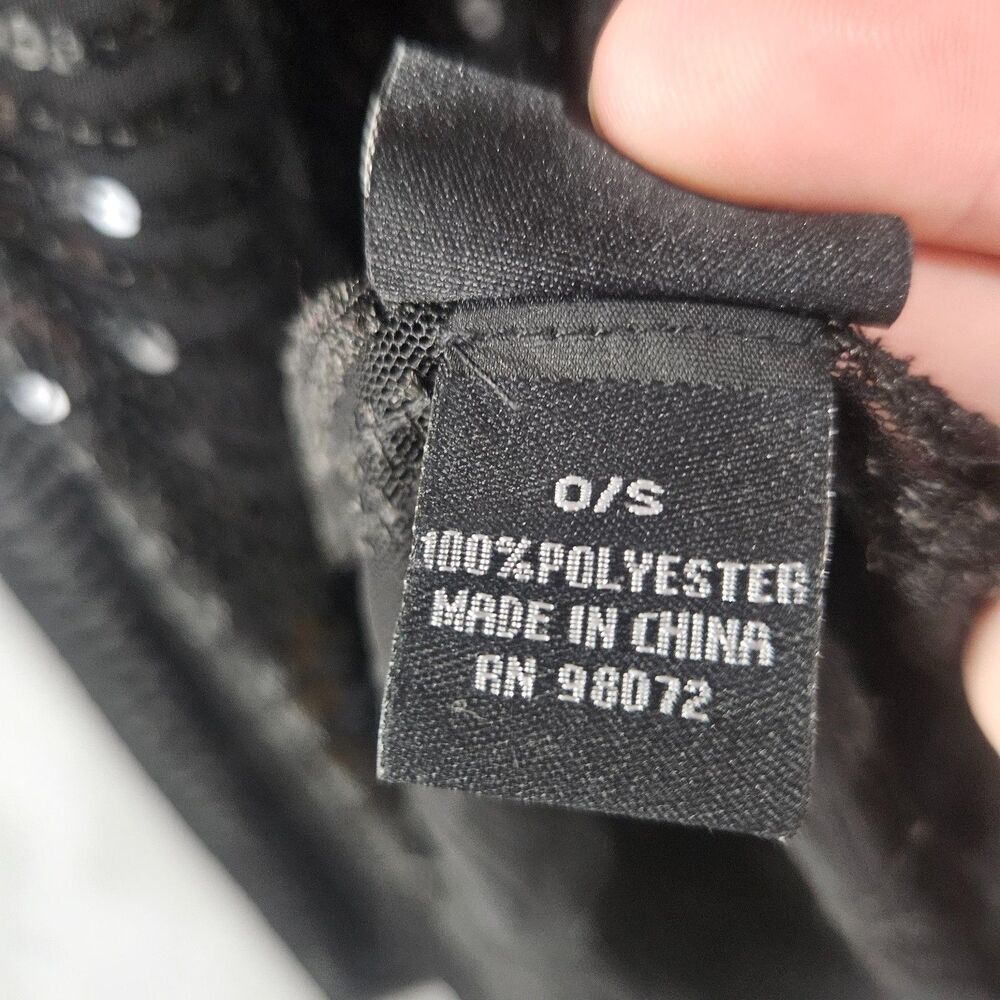 O/S
100%POLYESTER
MADE IN CHINA
RN 98072